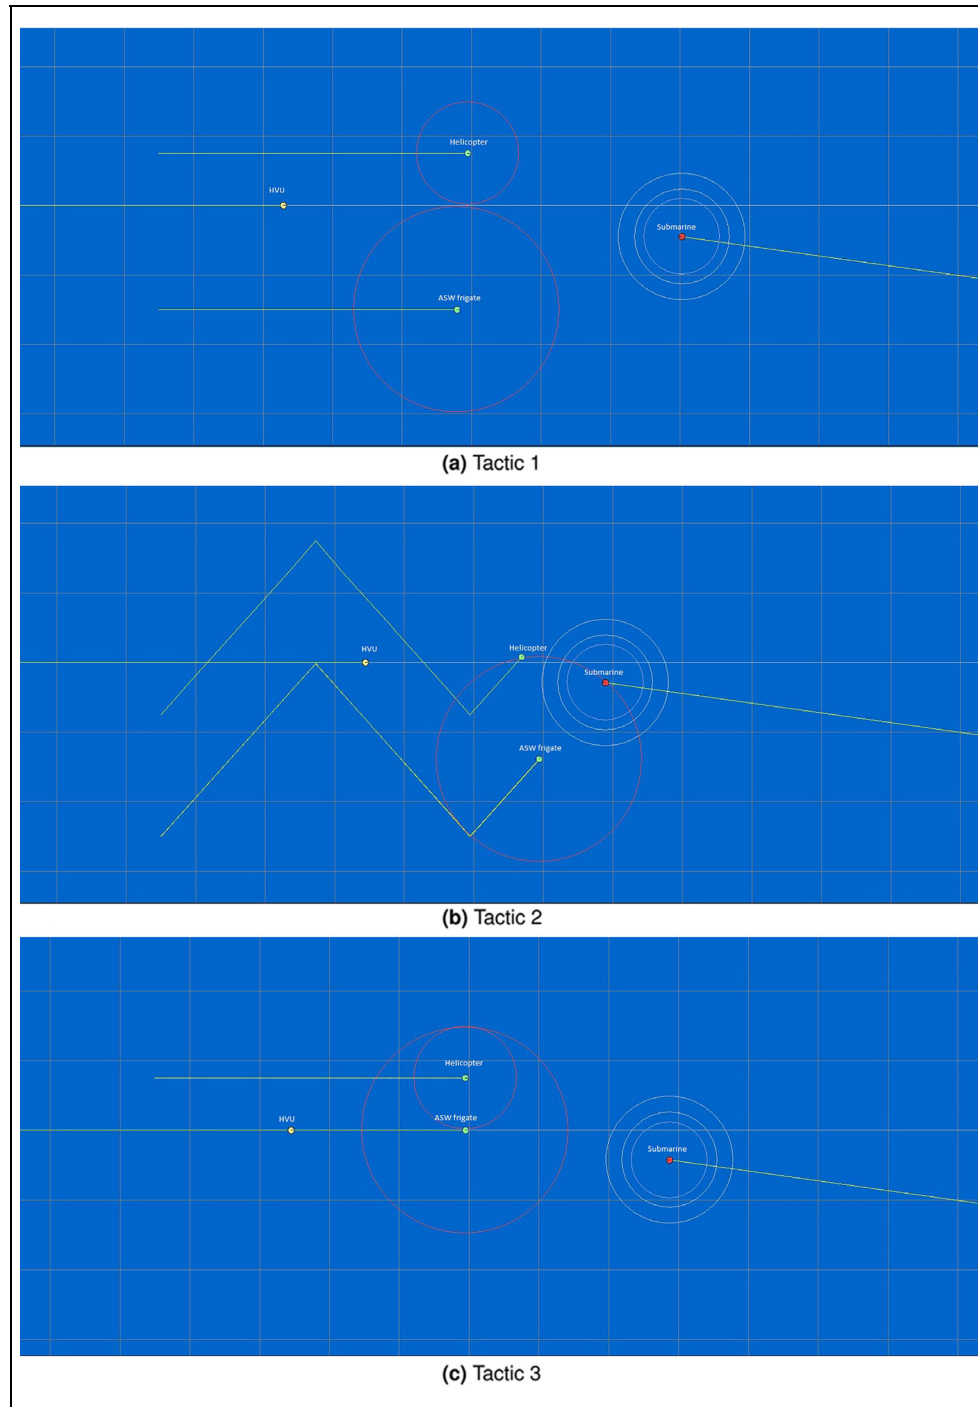 Helicopter
HVU
Submarine
ASW frigate
(a) Tactic 1
Helicopter
HVU
Submarine
ASW frigate
(b) Tactic 2
Helicopter
HVU
ASW frigate
Submarine
(c) Tactic 3